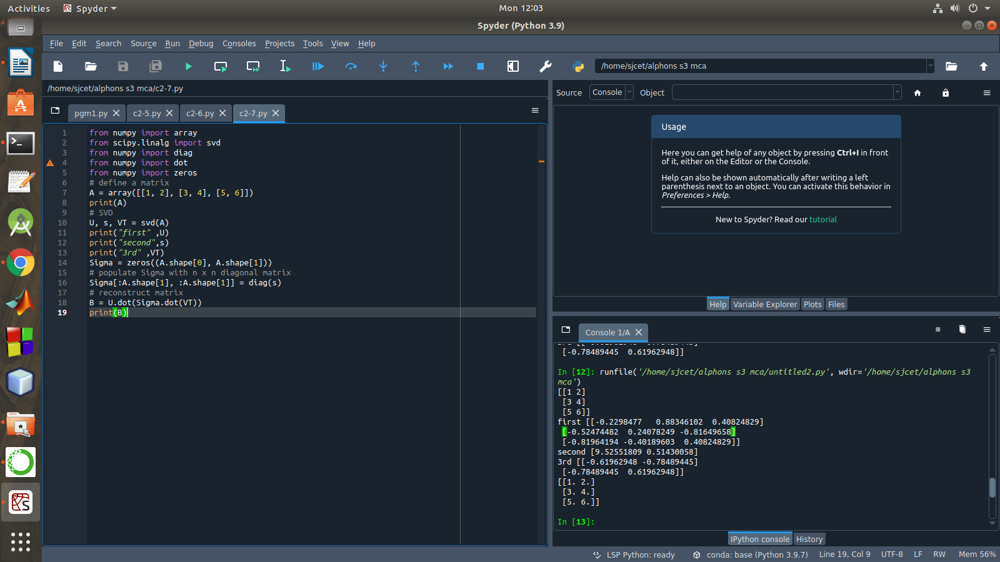 Activities
Spyder
Mon 12:03
Spyder (Python 3.9)
File Edit Search Source Run Debug Consoles Projects Tools View Help
/home/sjcet/alphons s3 mca
/home/sjcet/alphons s3 mca/c2-7.py
pgm1.py
c2-5.py
c2-6.py
c2-7.py
1 from numpy import array
2 from scipy.linalg import svd
3 from numpy import diag
4 from numpy import dot
5 from numpy import zeros
6 # define a matrix
7 A = array([[1, 2], [3, 4], [5, 6]])
8 print(A)
9 # SVD
10 U, s, VT = svd(A)
11 print("first" ,U)
12 print("second",s)
13 print("3rd" ,VT)
14 Sigma = zeros((A.shape[0], A.shape[1]))
15 # populate Sigma with n x n diagonal matrix
16 Sigma[:A.shape[1], :A.shape[1]] = diag(s)
17 # reconstruct matrix
18 B = U.dot(Sigma.dot(VT))
19 print(B)
Source Console Object
Usage
Here you can get help of any object by pressing Ctrl+I in front
of it, either on the Editor or the Console.
Help can also be shown automatically after writing a left
parenthesis next to an object. You can activate this behavior in
Preferences > Help.
New to Spyder? Read our tutorial
Help Variable Explorer Plots Files
Console 1/A
[-0.78489445 0.61962948]]
In [12]: runfile('/home/sjcet/alphons s3 mca/untitled2.py', wdir='/home/sjcet/alphons s3
mca')
[[1 2]
[3 4]
[5 6]]
first [[-0.2298477 0.88346102 0.40824829]
[-0.52474482 0.24078249 -0.81649658]
[-0.81964194 -0.40189603 0.40824829]]
second [9.52551809 0.51430058]
3rd [[-0.61962948 -0.78489445]
[-0.78489445 0.61962948]]
[[1. 2.]
[3. 4.]
[5. 6.]]
In [13]:
IPython console History
LSP Python: ready conda: base (Python 3.9.7) Line 19, Col 9 UTF-8 LF RW Mem 56%